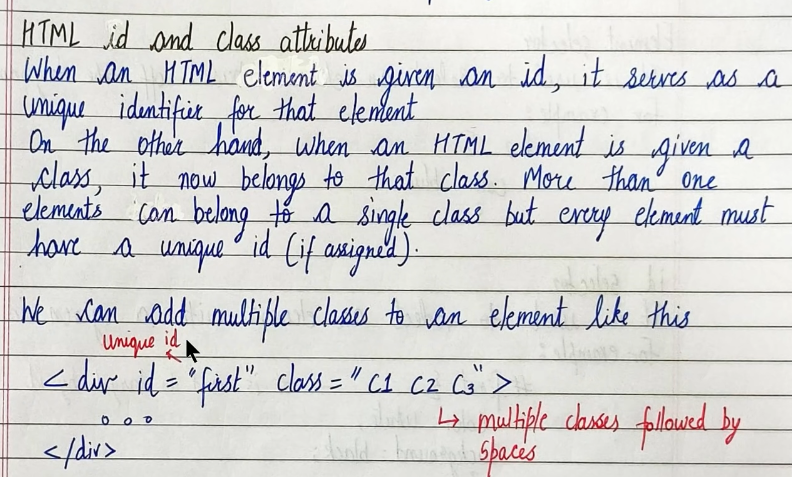 HTML id and class attributes
When an HTML element is given an id, it serves as a
unique identifier for that element
On the other hand, when an HTML element is given a
class, it now belongs to that class. More than one
elements can belong to a single class but every element must
have a unique id (if assigned).
We can add multiple classes to an element like this
unique id
< div id = "first" class = " C1 C2 C3" >
° ° °
↳ multiple classes followed by
spaces
</div>